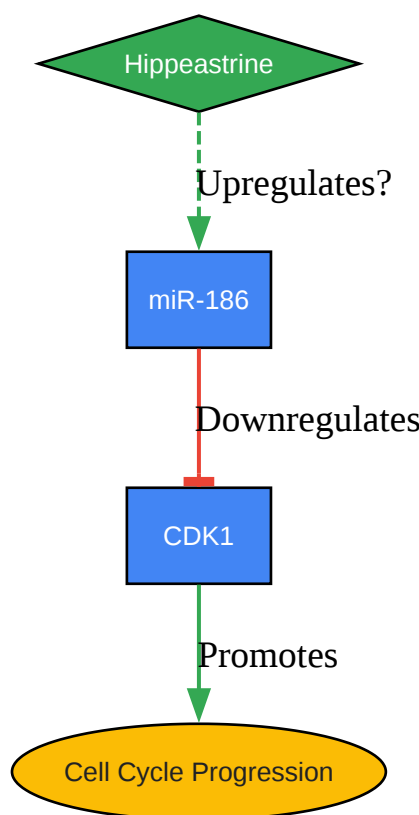 Hippeastrine
Upregulates?
miR-186
Downregulates
CDK1
Promotes
Cell Cycle Progression